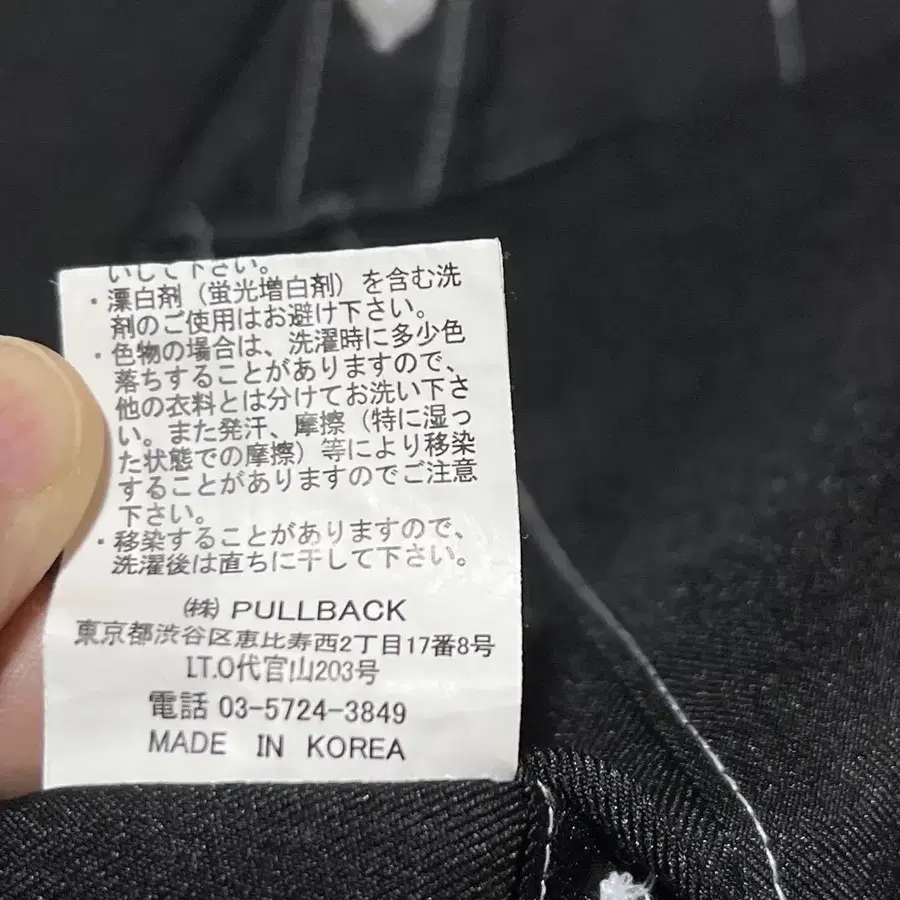 いして下さい。
・漂白剤（蛍光増白剤）を含む洗
剤のご使用はお避け下さい。
・色物の場合は、洗濯時に多少色
落ちすることがありますので、
他の衣料とは分けてお洗い下さ
い。また発汗、摩擦（特に湿っ
た状態での摩擦）等により移染
することがありますのでご注意
下さい。
・移染することがありますので、
洗濯後は直ちに干して下さい。
㈱ PULLBACK
東京都渋谷区恵比寿西2丁目17番8号
I.T.O代官山203号
電話 03-5724-3849
MADE IN KOREA